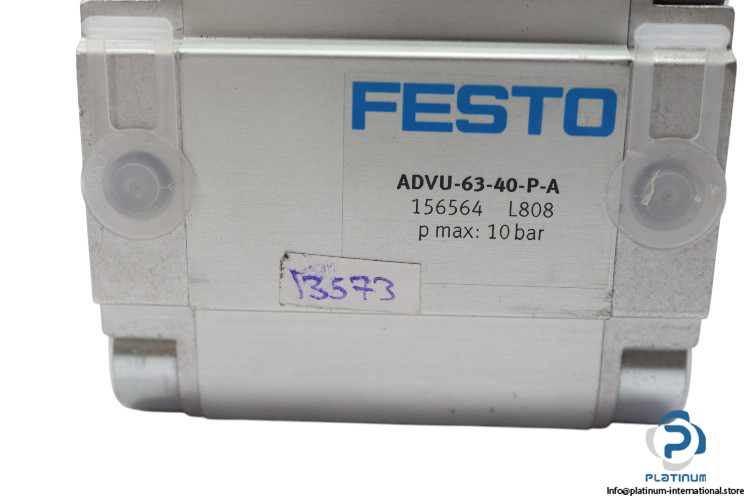 FESTO
ADVU-63-40-P-A
156564 L808
p max: 10 bar
13573
PLATINUM
Info@platinum-international.store